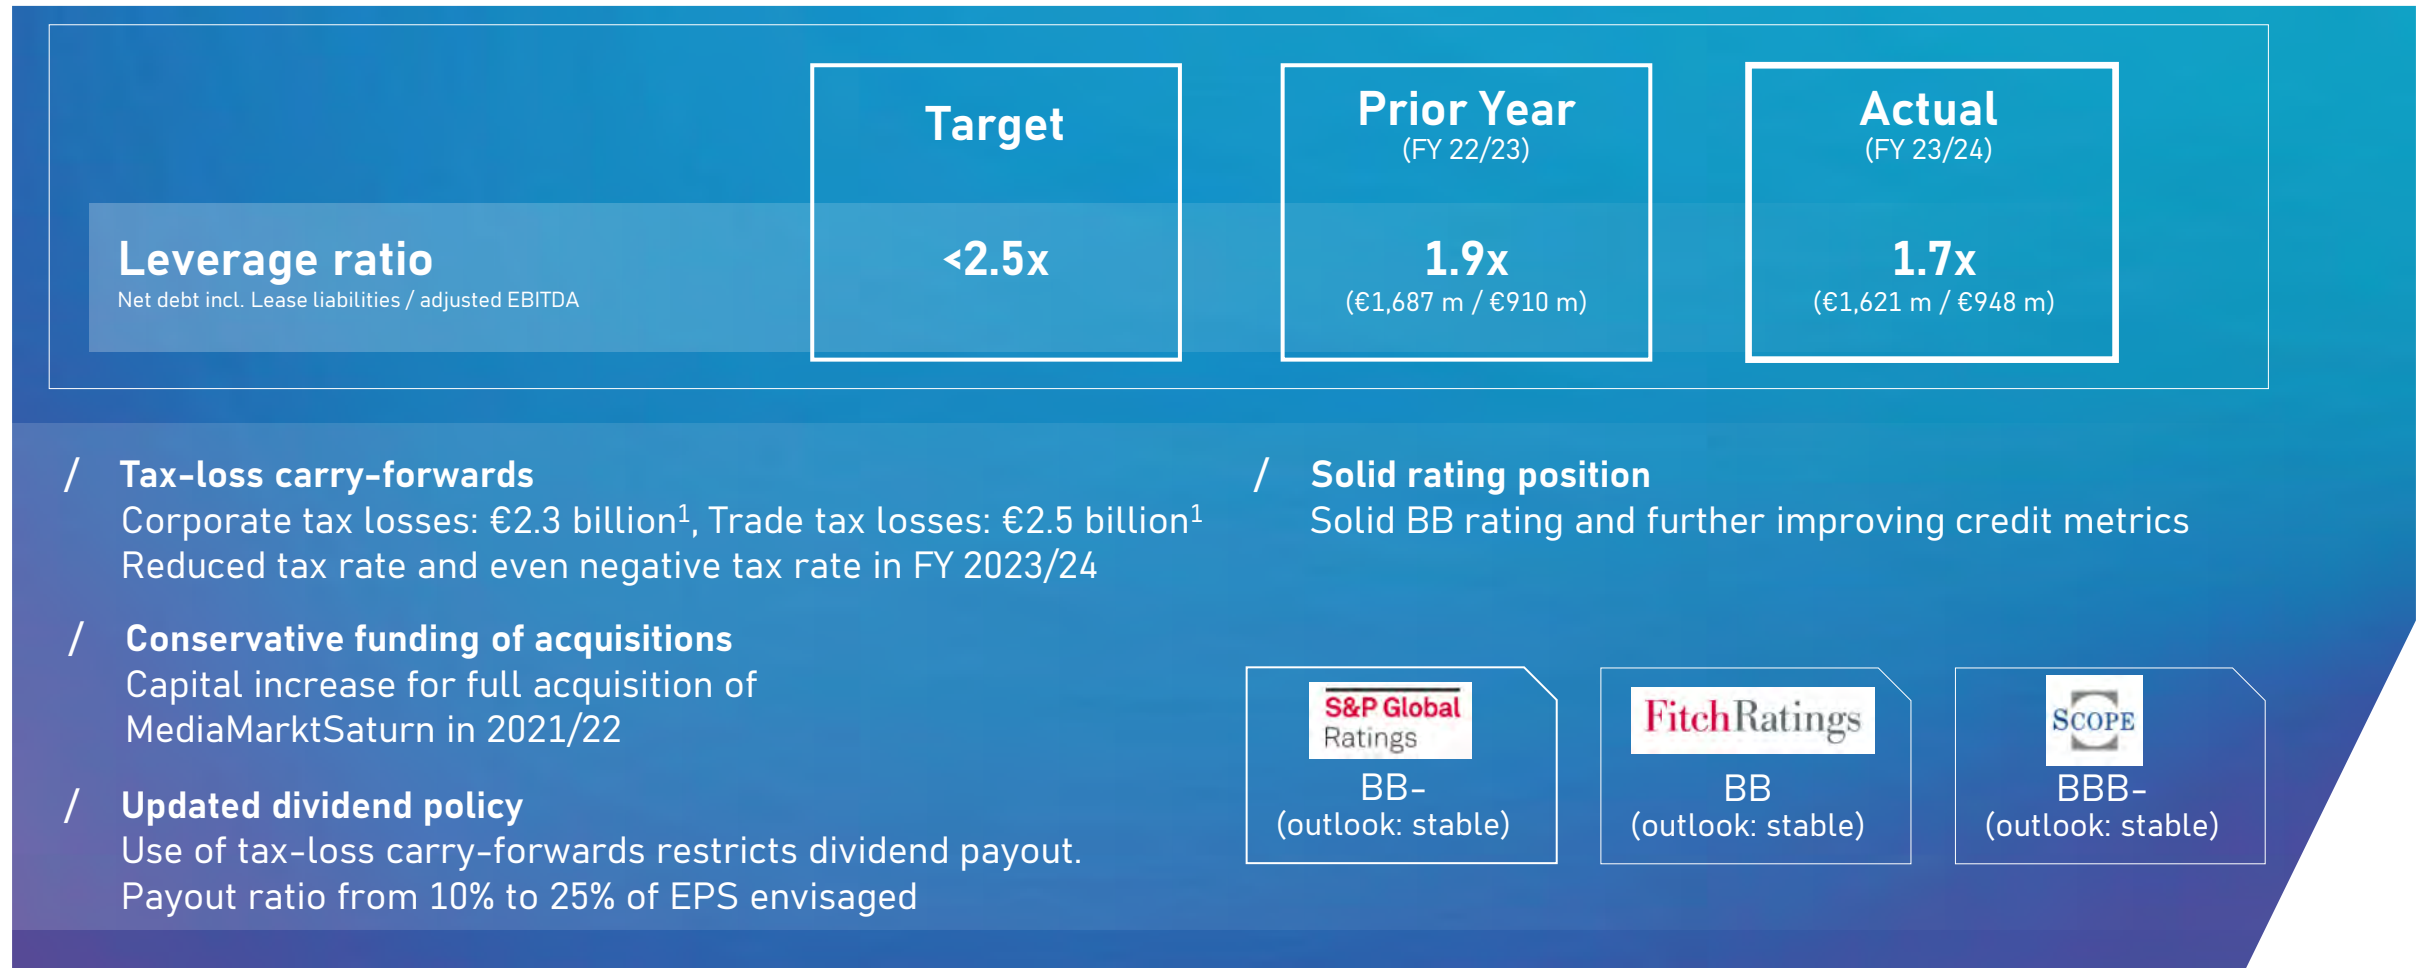 Target
Prior Year
(FY 22/23)
Actual
(FY 23/24)
Leverage ratio
Net debt incl. Lease liabilities / adjusted EBITDA
<2.5x
1.9x
(€1,687 m / €910 m)
1.7x
(€1,621 m / €948 m)
/ Tax-loss carry-forwards
Corporate tax losses: €2.3 billion¹, Trade tax losses: €2.5 billion¹
Reduced tax rate and even negative tax rate in FY 2023/24
/ Conservative funding of acquisitions
Capital increase for full acquisition of
MediaMarktSaturn in 2021/22
/ Updated dividend policy
Use of tax-loss carry-forwards restricts dividend payout.
Payout ratio from 10% to 25% of EPS envisaged
/ Solid rating position
Solid BB rating and further improving credit metrics
S&P Global
Ratings
BB-
(outlook: stable)
FitchRatings
BB
(outlook: stable)
SCOPE
BBB-
(outlook: stable)